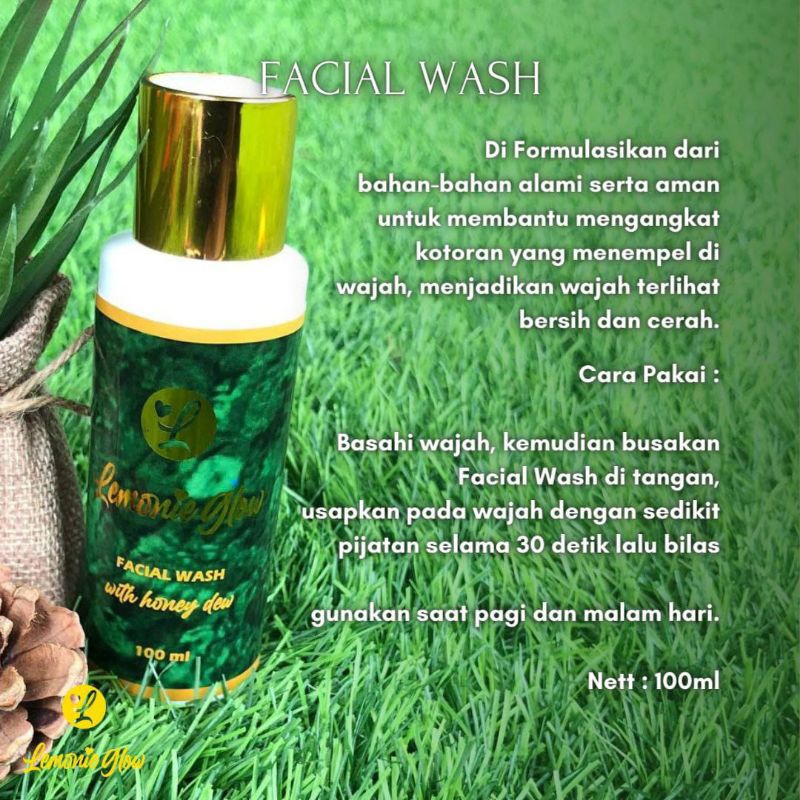 FACIAL WASH
Di Formulasikan dari
bahan-bahan alami serta aman
untuk membantu mengangkat
kotoran yang menempel di
wajah, menjadikan wajah terlihat
bersih dan cerah.
Cara Pakai :
Basahi wajah, kemudian busakan
Facial Wash di tangan,
usapkan pada wajah dengan sedikit
pijatan selama 30 detik lalu bilas
gunakan saat pagi dan malam hari.
Nett : 100ml
L
Lemonie Glow
FACIAL WASH
with honey dew
100 ml
L
Lemonie Glow